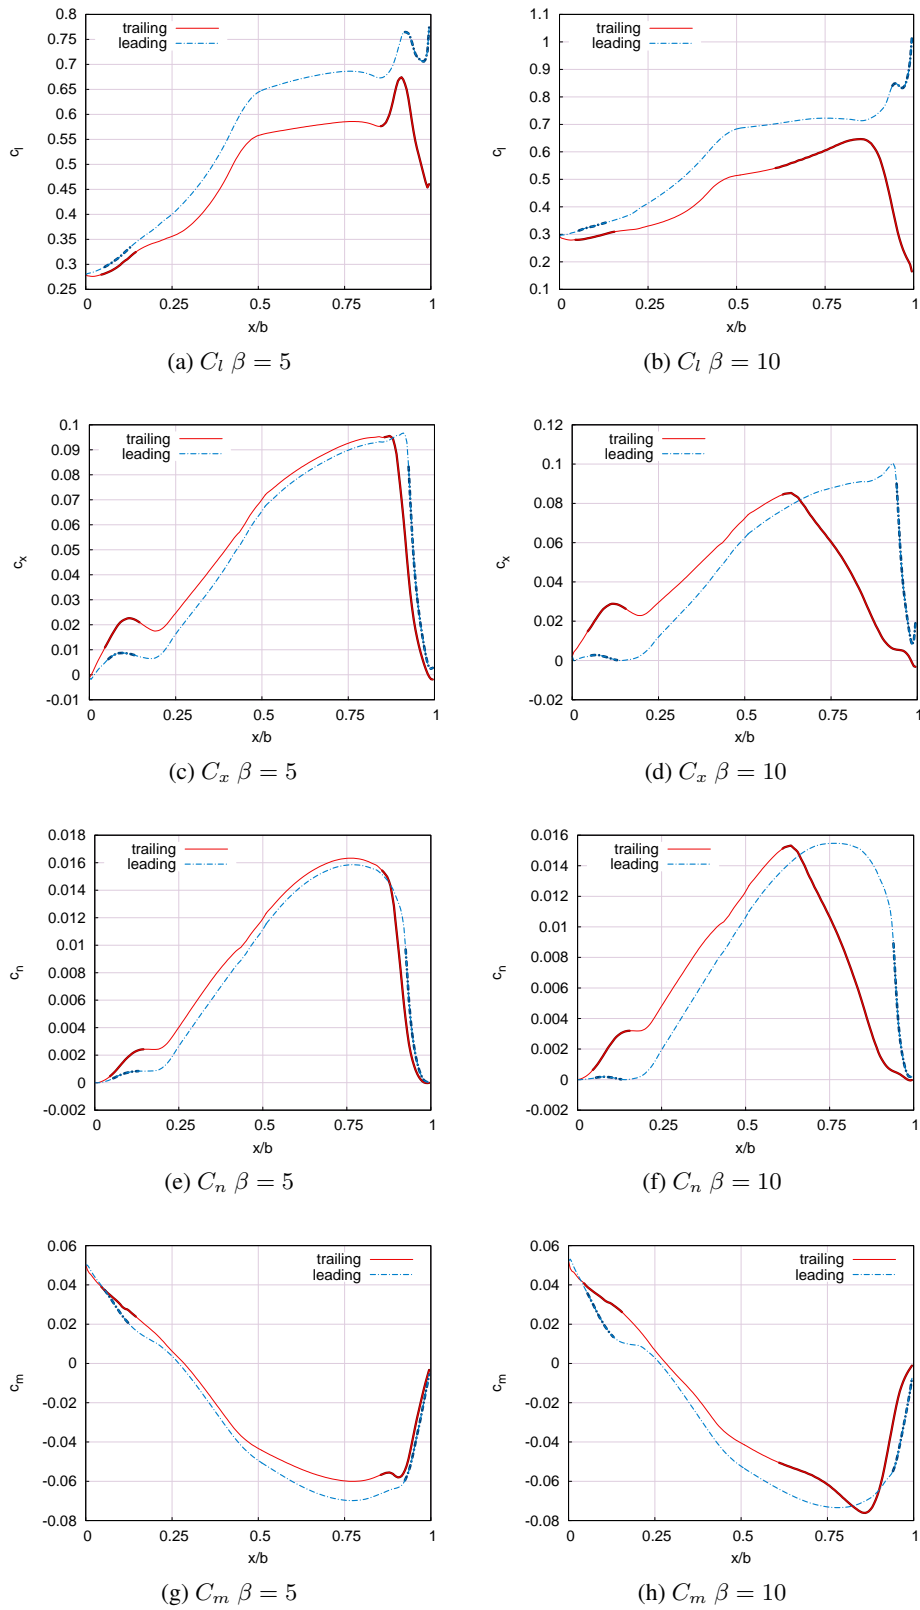 0.8
0.75
0.7
0.65
0.6
0.55
0.5
0.45
0.4
0.35
0.3
0.25
trailing
leading
c_l
0 0.25 0.5 0.75 1
x/b
(a) C_l β = 5
1.1
1
0.9
0.8
0.7
0.6
0.5
0.4
0.3
0.2
0.1
trailing
leading
c_l
0 0.25 0.5 0.75 1
x/b
(b) C_l β = 10
0.1
0.09
0.08
0.07
0.06
0.05
0.04
0.03
0.02
0.01
0
-0.01
trailing
leading
c_x
0 0.25 0.5 0.75 1
x/b
(c) C_x β = 5
0.12
0.1
0.08
0.06
0.04
0.02
0
-0.02
trailing
leading
c_x
0 0.25 0.5 0.75 1
x/b
(d) C_x β = 10
0.018
0.016
0.014
0.012
0.01
0.008
0.006
0.004
0.002
0
-0.002
trailing
leading
c_n
0 0.25 0.5 0.75 1
x/b
(e) C_n β = 5
0.016
0.014
0.012
0.01
0.008
0.006
0.004
0.002
0
-0.002
trailing
leading
c_n
0 0.25 0.5 0.75 1
x/b
(f) C_n β = 10
0.06
0.04
0.02
0
-0.02
-0.04
-0.06
-0.08
trailing
leading
c_m
0 0.25 0.5 0.75 1
x/b
(g) C_m β = 5
0.06
0.04
0.02
0
-0.02
-0.04
-0.06
-0.08
trailing
leading
c_m
0 0.25 0.5 0.75 1
x/b
(h) C_m β = 10